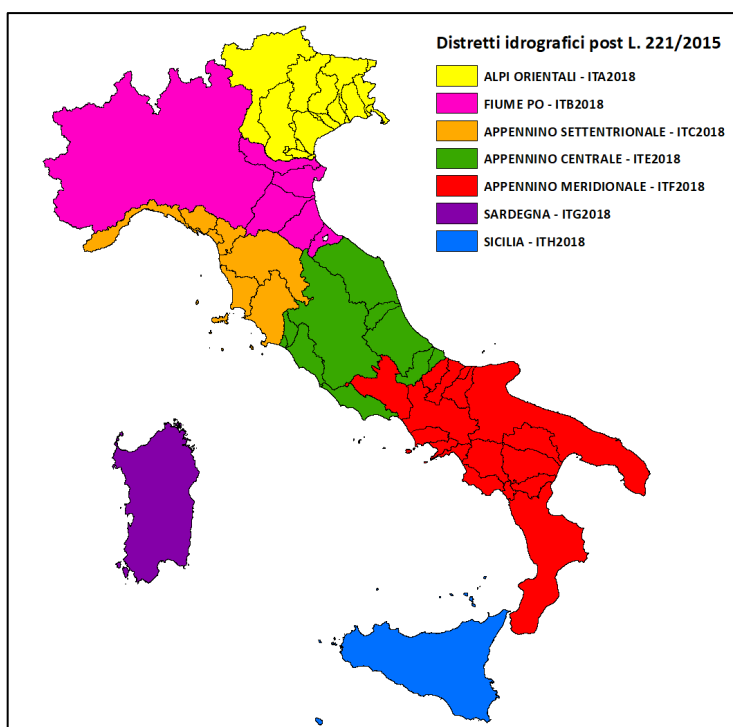 Distretti idrografici post L. 221/2015
ALPI ORIENTALI - ITA2018
FIUME PO - ITB2018
APPENNINO SETTENTRIONALE - ITC2018
APPENNINO CENTRALE - ITE2018
APPENNINO MERIDIONALE - ITF2018
SARDEGNA - ITG2018
SICILIA - ITH2018